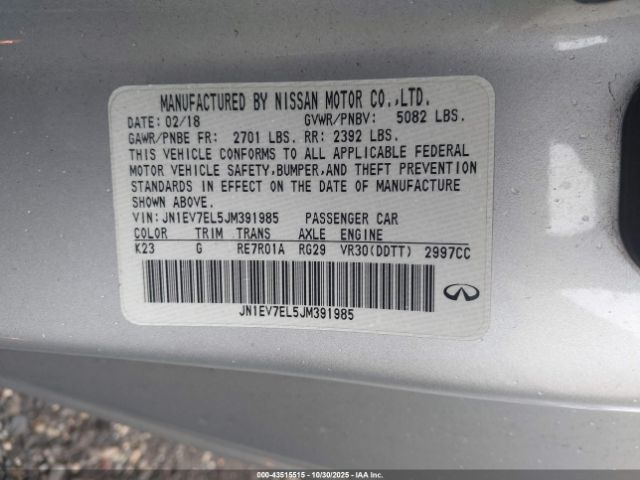 MANUFACTURED BY NISSAN MOTOR CO.,LTD.
DATE: 02/18 GVWR/PNBV: 5082 LBS.
GAWR/PNBE FR: 2701 LBS. RR: 2392 LBS.
THIS VEHICLE CONFORMS TO ALL APPLICABLE FEDERAL
MOTOR VEHICLE SAFETY,BUMPER,AND THEFT PREVENTION
STANDARDS IN EFFECT ON THE DATE OF MANUFACTURE
SHOWN ABOVE.
VIN: JN1EV7EL5JM391985 PASSENGER CAR
COLOR TRIM TRANS AXLE ENGINE
K23 G RE7R01A RG29 VR30(DDTT) 2997CC
JN1EV7EL5JM391985
© IAA - 43515515 - 10/30/2025 - IAAI.COM